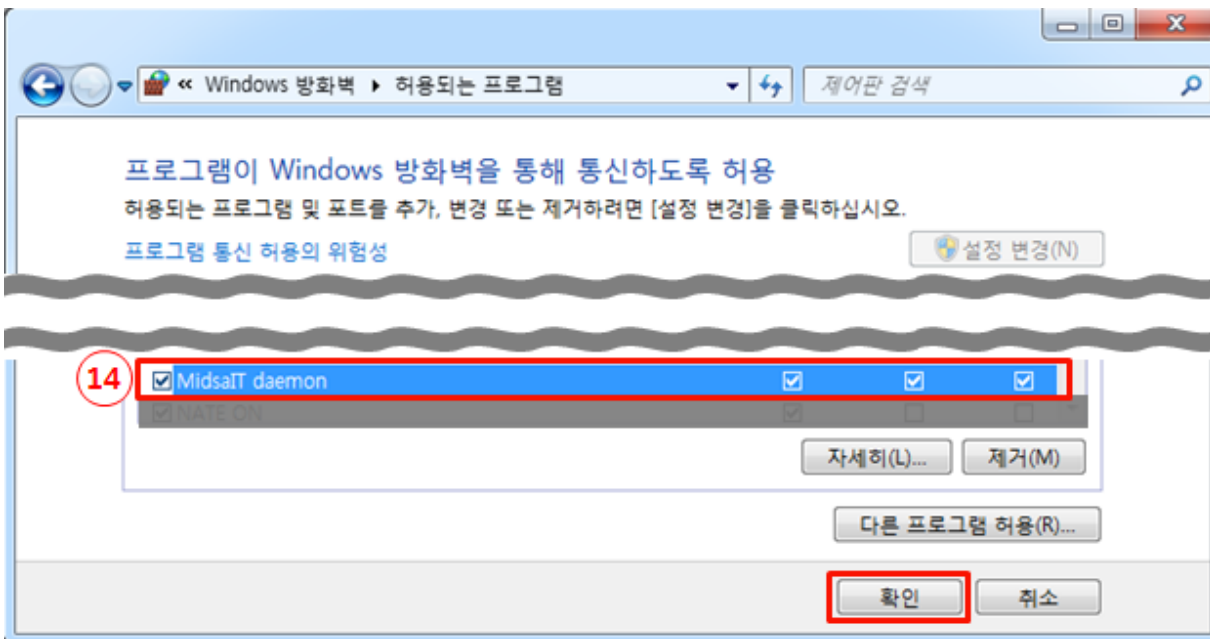 « Windows 방화벽 ▸ 허용되는 프로그램 제어판 검색
프로그램이 Windows 방화벽을 통해 통신하도록 허용
허용되는 프로그램 및 포트를 추가, 변경 또는 제거하려면 [설정 변경]을 클릭하십시오.
프로그램 통신 허용의 위험성 설정 변경(N)
14 MidsaIT daemon
NATE ON
자세히(L)... 제거(M)
다른 프로그램 허용(R)...
확인 취소